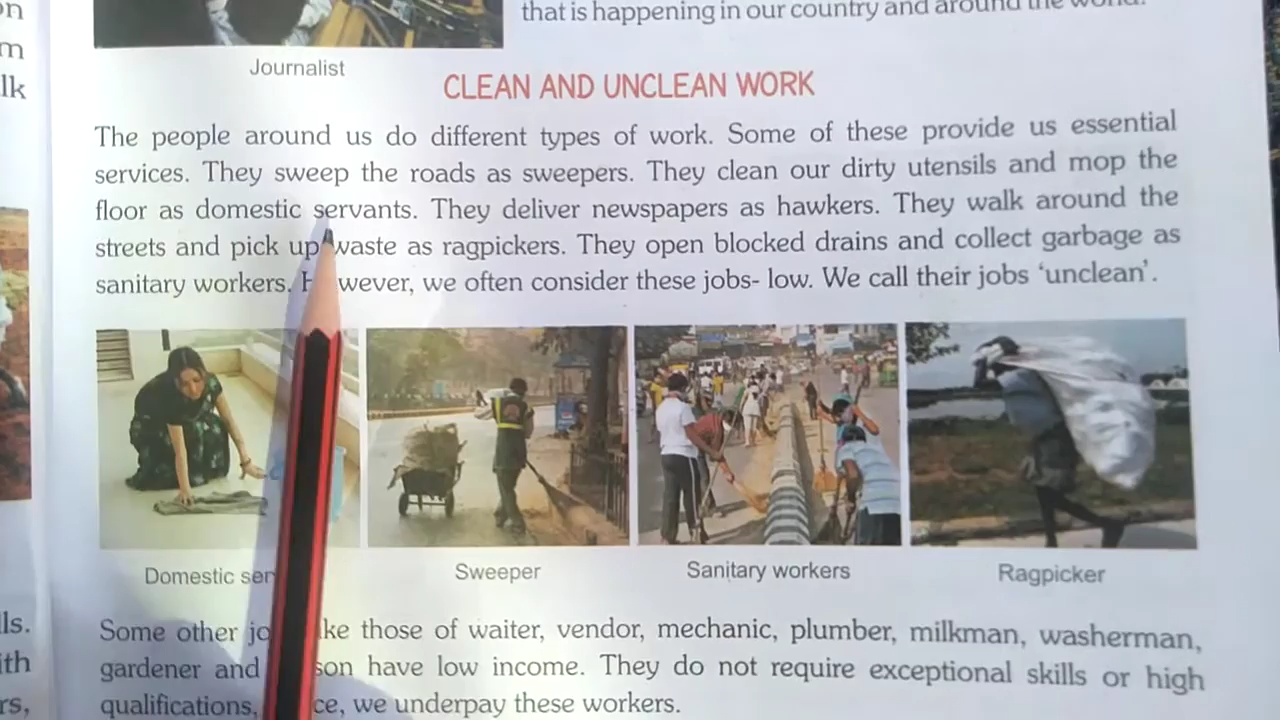 on
m
lk
that is happening in our country and around the world.
Journalist
CLEAN AND UNCLEAN WORK
The people around us do different types of work. Some of these provide us essential
services. They sweep the roads as sweepers. They clean our dirty utensils and mop the
floor as domestic servants. They deliver newspapers as hawkers. They walk around the
streets and pick up waste as ragpickers. They open blocked drains and collect garbage as
sanitary workers. H wever, we often consider these jobs- low. We call their jobs ‘unclean’.
Domestic ser
Sweeper
Sanitary workers
Ragpicker
Some other jo ke those of waiter, vendor, mechanic, plumber, milkman, washerman,
gardener and son have low income. They do not require exceptional skills or high
qualifications, ce, we underpay these workers.
ls.
ith
rs,